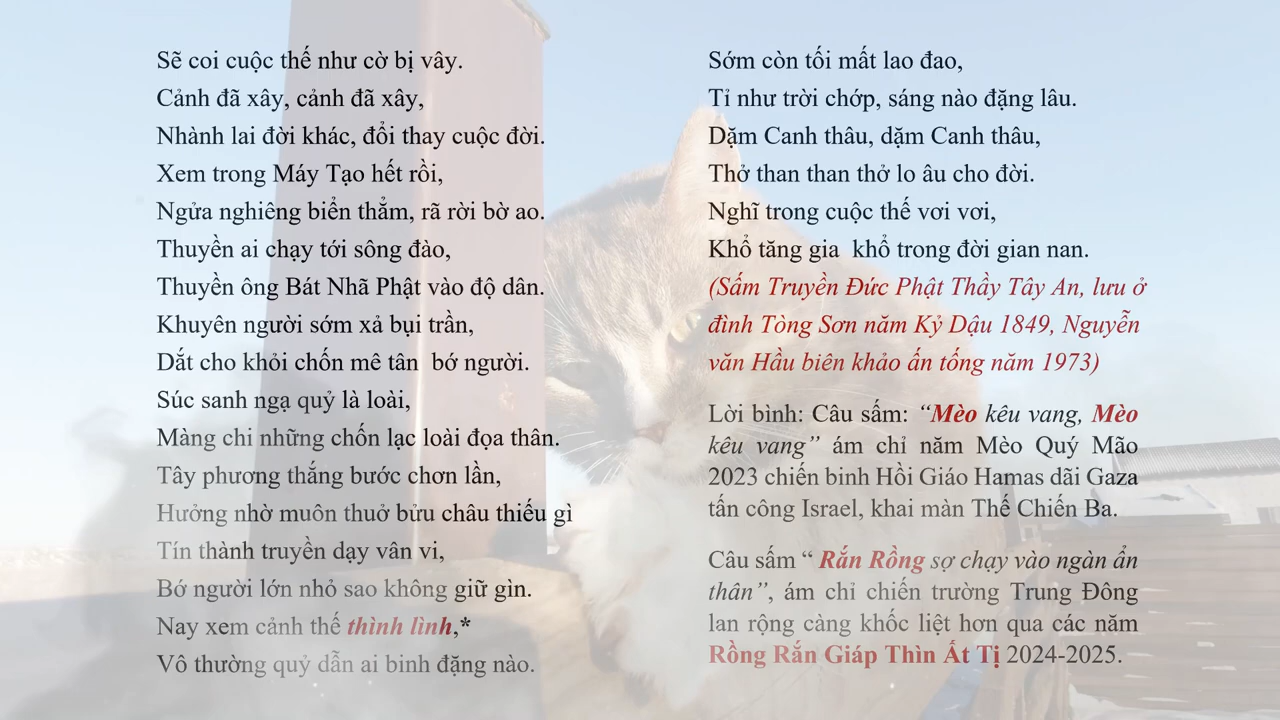 Sẽ coi cuộc thế như cờ bị vây.
Cảnh đã xây, cảnh đã xây,
Nhành lai đời khác, đổi thay cuộc đời.
Xem trong Máy Tạo hết rồi,
Ngửa nghiêng biển thẳm, rã rời bờ ao.
Thuyền ai chạy tới sông đào,
Thuyền ông Bát Nhã Phật vào độ dân.
Khuyên người sớm xả bụi trần,
Dắt cho khỏi chốn mê tân  bớ người.
Súc sanh ngạ quỷ là loài,
Màng chi những chốn lạc loài đọa thân.
Tây phương thắng bước chơn lần,
Hưởng nhờ muôn thuở bửu châu thiếu gì
Tín thành truyền dạy vân vi,
Bớ người lớn nhỏ sao không giữ gìn.
Nay xem cảnh thế thình lình,*
Vô thường quỷ dẫn ai binh đặng nào.
Sớm còn tối mất lao đao,
Tỉ như trời chớp, sáng nào đặng lâu.
Dặm Canh thâu, dặm Canh thâu,
Thở than than thở lo âu cho đời.
Nghĩ trong cuộc thế vơi vơi,
Khổ tăng gia  khổ trong đời gian nan.
(Sấm Truyền Đức Phật Thầy Tây An, lưu ở
đình Tòng Sơn năm Kỷ Dậu 1849, Nguyễn
văn Hầu biên khảo ấn tống năm 1973)
Lời bình: Câu sấm: “Mèo kêu vang, Mèo
kêu vang” ám chỉ năm Mèo Quý Mão
2023 chiến binh Hồi Giáo Hamas dãi Gaza
tấn công Israel, khai màn Thế Chiến Ba.
Câu sấm “ Rắn Rồng sợ chạy vào ngàn ẩn
thân”, ám chỉ chiến trường Trung Đông
lan rộng càng khốc liệt hơn qua các năm
Rồng Rắn Giáp Thìn Ất Tị 2024-2025.